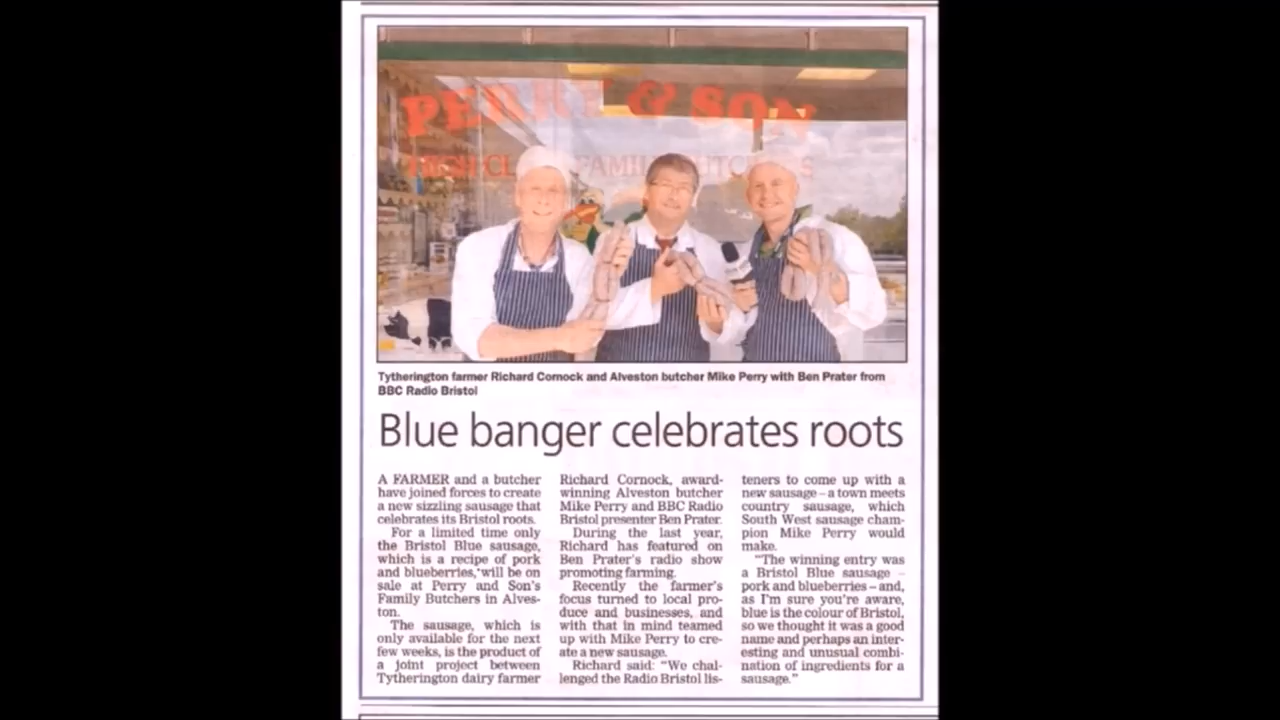 PERRY & SON
HIGH CL FAMILY BUTCHERS
Tytherington farmer Richard Cornock and Alveston butcher Mike Perry with Ben Prater from
BBC Radio Bristol
Blue banger celebrates roots
A FARMER and a butcher
have joined forces to create
a new sizzling sausage that
celebrates its Bristol roots.
For a limited time only
the Bristol Blue sausage,
which is a recipe of pork
and blueberries, will be on
sale at Perry and Son's
Family Butchers in Alves-
ton.
The sausage, which is
only available for the next
few weeks, is the product of
a joint project between
Tytherington dairy farmer
Richard Cornock, award-
winning Alveston butcher
Mike Perry and BBC Radio
Bristol presenter Ben Prater.
During the last year,
Richard has featured on
Ben Prater's radio show
promoting farming.
Recently the farmer's
focus turned to local pro-
duce and businesses, and
with that in mind teamed
up with Mike Perry to cre-
ate a new sausage.
Richard said: "We chal-
lenged the Radio Bristol lis-
teners to come up with a
new sausage – a town meets
country sausage, which
South West sausage cham-
pion Mike Perry would
make.
"The winning entry was
a Bristol Blue sausage –
pork and blueberries – and,
as I'm sure you're aware,
blue is the colour of Bristol,
so we thought it was a good
name and perhaps an inter-
esting and unusual combi-
nation of ingredients for a
sausage."